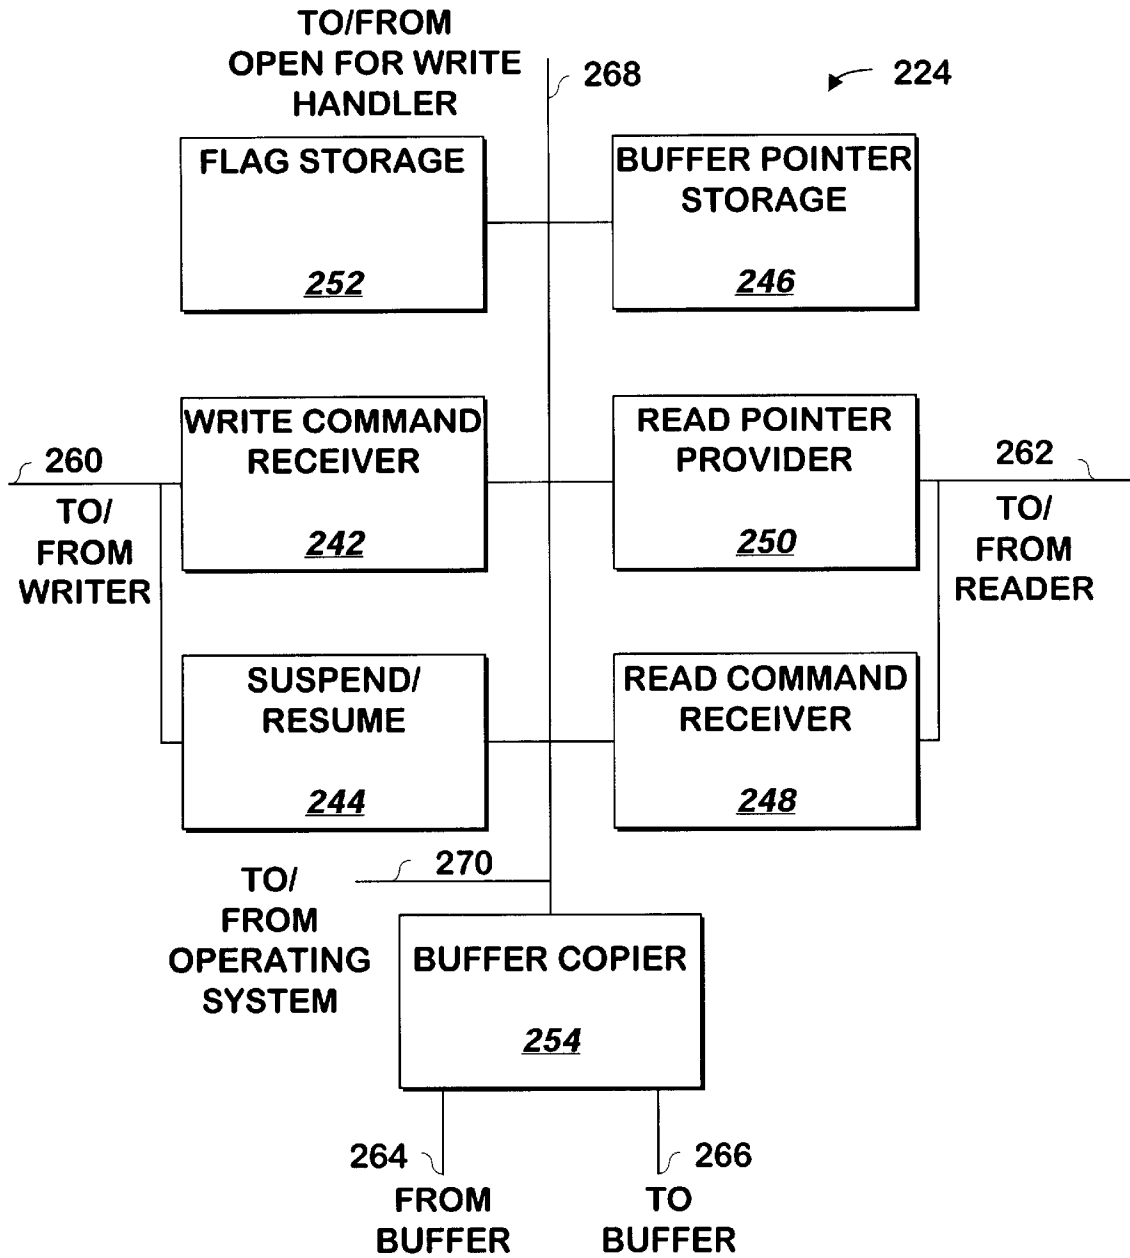 TO/FROM
OPEN FOR WRITE
HANDLER
268
224
FLAG STORAGE
252
BUFFER POINTER
STORAGE
246
WRITE COMMAND
RECEIVER
242
READ POINTER
PROVIDER
250
260
TO/
FROM
WRITER
262
TO/
FROM
READER
SUSPEND/
RESUME
244
READ COMMAND
RECEIVER
248
270
TO/
FROM
OPERATING
SYSTEM
BUFFER COPIER
254
264
FROM
BUFFER
266
TO
BUFFER